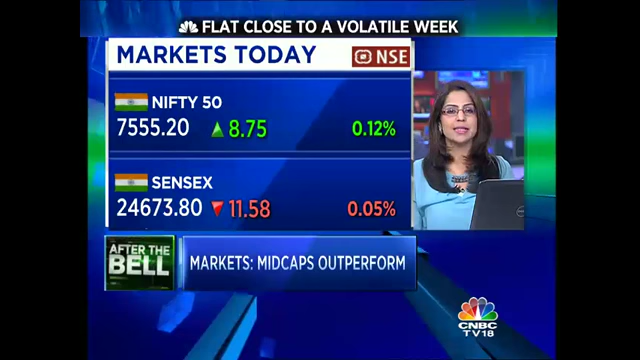 FLAT CLOSE TO A VOLATILE WEEK
MARKETS TODAY
NSE
NIFTY 50
7555.20 ▲ 8.75 0.12%
SENSEX
24673.80 ▼ 11.58 0.05%
AFTER THE
BELL
MARKETS: MIDCAPS OUTPERFORM
CNBC
TV18